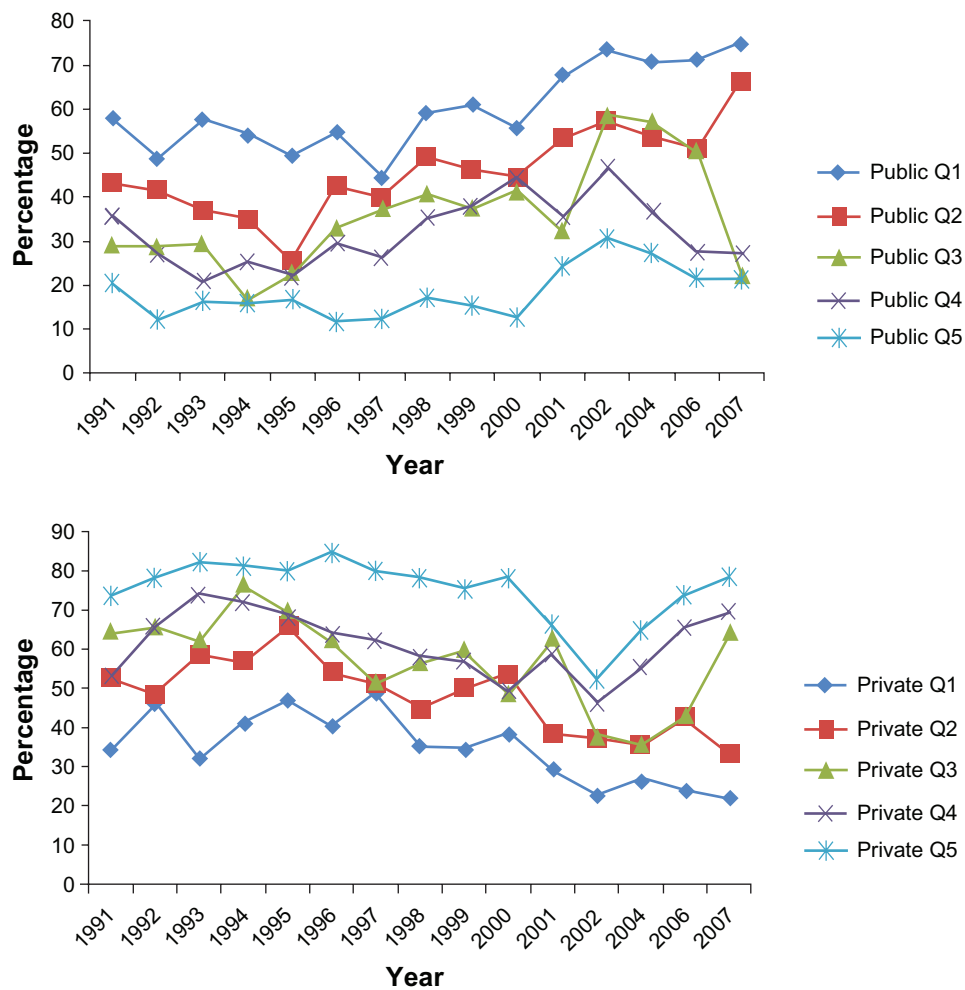 80
70
60
50
40
30
20
10
0
Percentage
1991 1992 1993 1994 1995 1996 1997 1998 1999 2000 2001 2002 2004 2006 2007
Year
Public Q1
Public Q2
Public Q3
Public Q4
Public Q5
90
80
70
60
50
40
30
20
10
0
Percentage
1991 1992 1993 1994 1995 1996 1997 1998 1999 2000 2001 2002 2004 2006 2007
Year
Private Q1
Private Q2
Private Q3
Private Q4
Private Q5